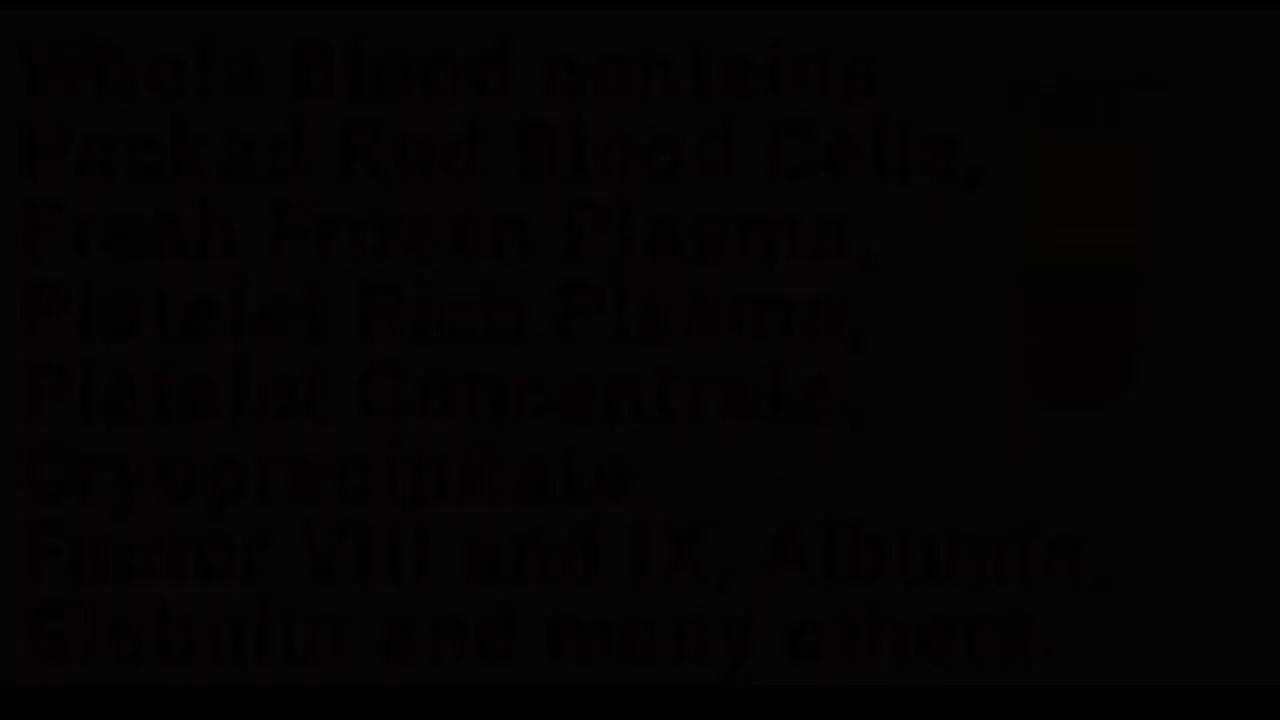 Whole Blood contains
Packed Red Blood Cells,
Fresh Frozen Plasma,
Platelet Rich Plasma,
Platelet Concentrate,
Cryoprecipitate,
Factor VIII and IX, Albumin,
Globulin and many others.